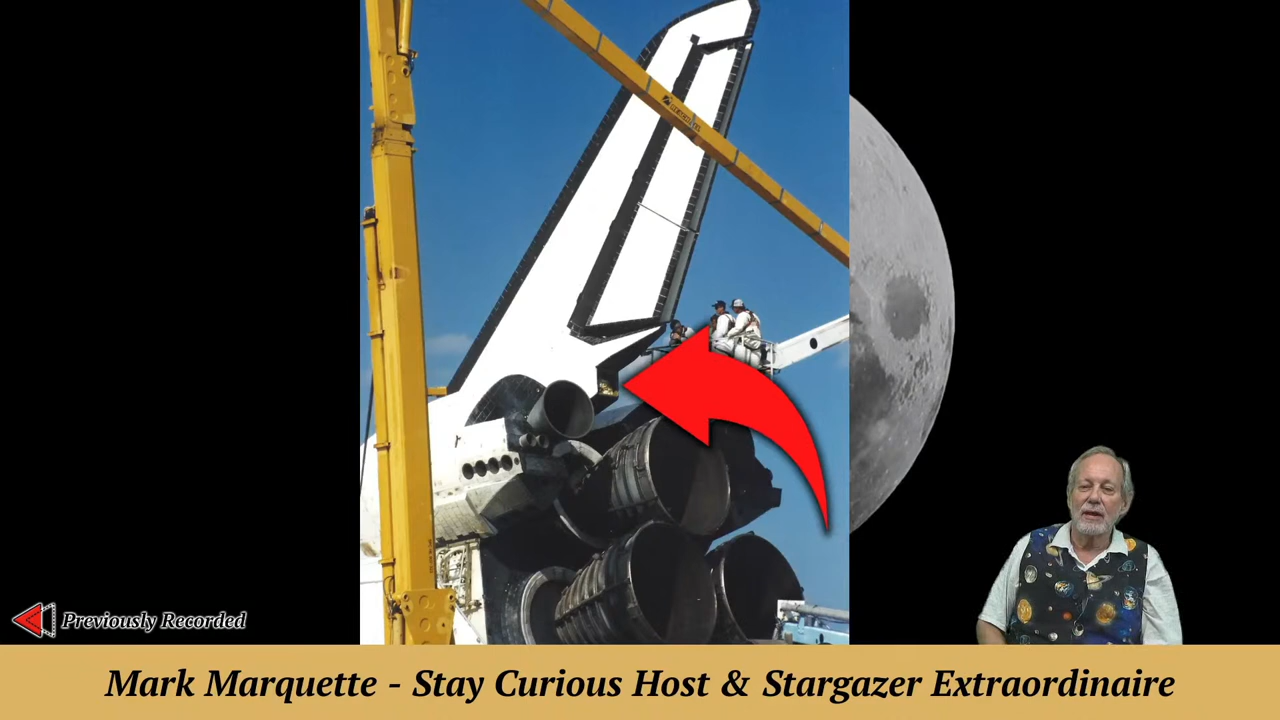 Previously Recorded
Mark Marquette - Stay Curious Host & Stargazer Extraordinaire